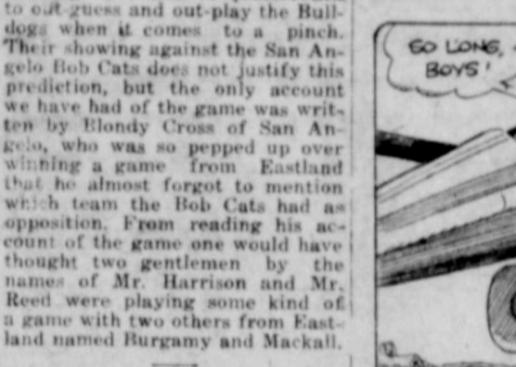 to out-guess and out-play the Bull-
dogs when it comes to a pinch.
Their showing against the San An-
gelo Bob Cats does not justify this
prediction, but the only account
we have had of the game was writ-
ten by Blondy Cross of San An-
gelo, who was so pepped up over
winning a game from Eastland
that he almost forgot to mention
which team the Bob Cats had as
opposition. From reading his ac-
count of the game one would have
thought two gentlemen by the
names of Mr. Harrison and Mr.
Reed were playing some kind of
a game with two others from East-
land named Burgamy and Mackall.
SO LONG,
BOYS!